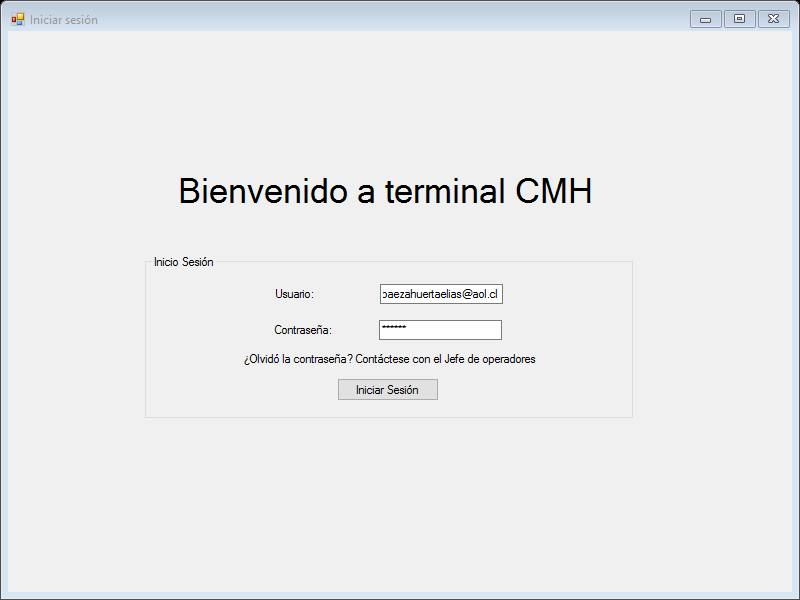 Iniciar sesión
Bienvenido a terminal CMH
Inicio Sesión
Usuario: baezahuertaelias@aol.cl
Contraseña: ******
¿Olvidó la contraseña? Contáctese con el Jefe de operadores
Iniciar Sesión